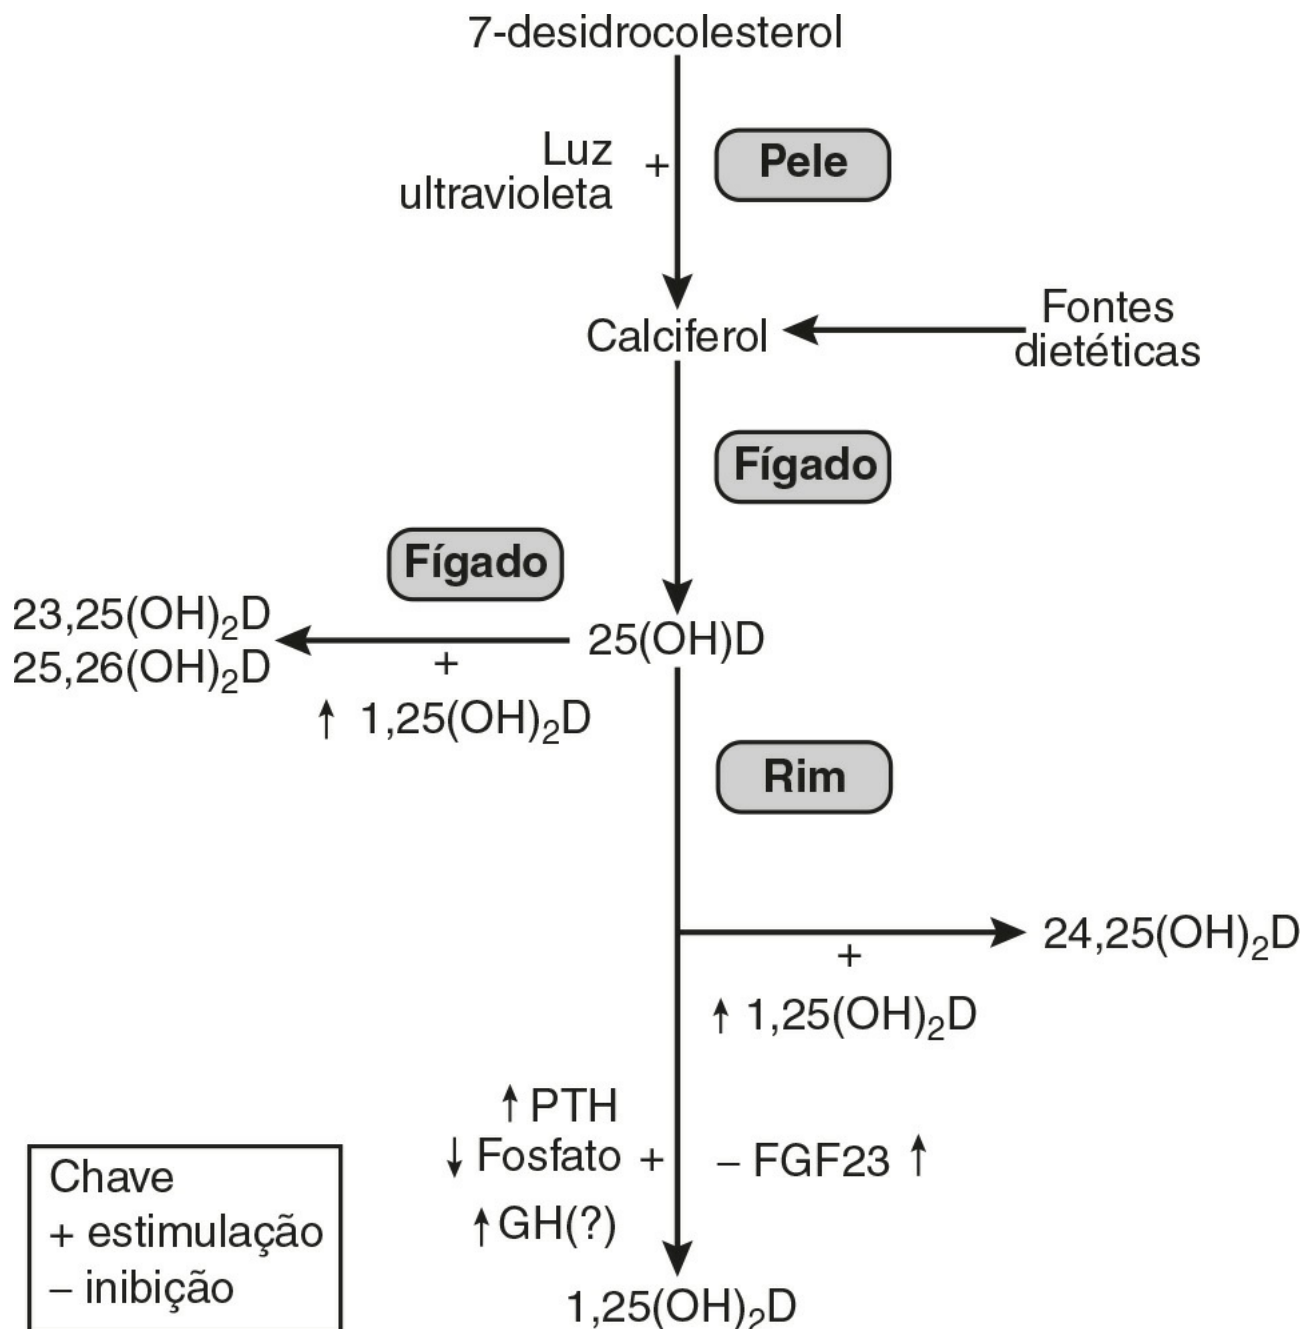 7-desidrocolesterol
Luz
ultravioleta
+
Pele
Calciferol
Fontes
dietéticas
Fígado
Fígado
23,25(OH)₂D
25,26(OH)₂D
25(OH)D
+
↑ 1,25(OH)₂D
Rim
24,25(OH)₂D
+
↑ 1,25(OH)₂D
↑ PTH
↓ Fosfato +
↑ GH(?)
– FGF23 ↑
1,25(OH)₂D
Chave
+ estimulação
– inibição